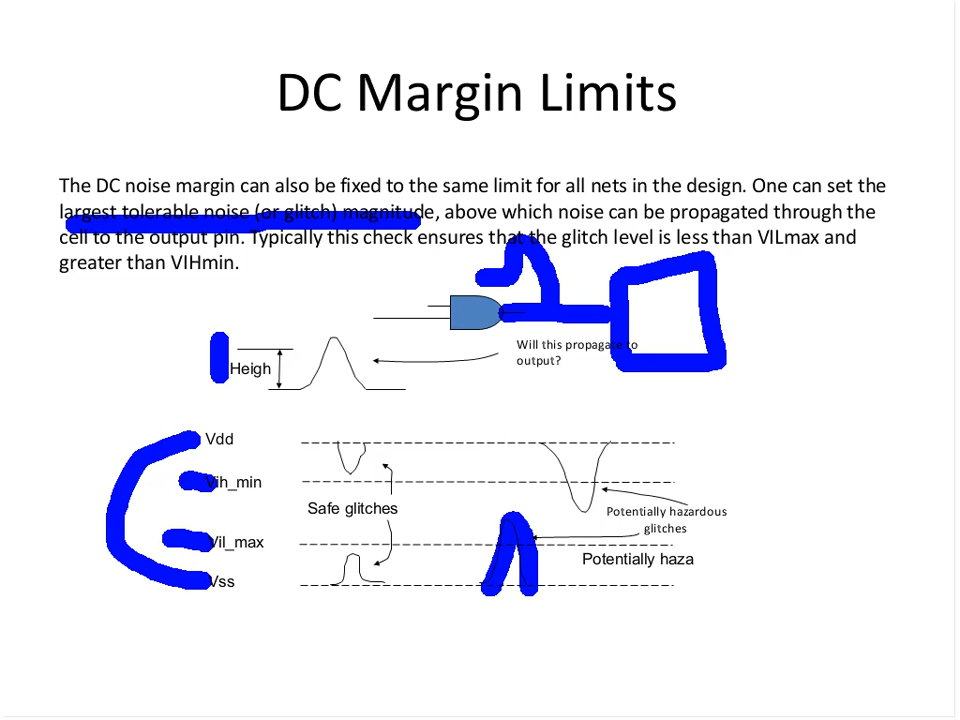 DC Margin Limits
The DC noise margin can also be fixed to the same limit for all nets in the design. One can set the
largest tolerable noise (or glitch) magnitude, above which noise can be propagated through the
cell to the output pin. Typically this check ensures that the glitch level is less than VILmax and
greater than VIHmin.
Will this propagate to
output?
Heigh
Vdd
Vih_min
Safe glitches
Potentially hazardous
glitches
Vil_max
Potentially haza
Vss